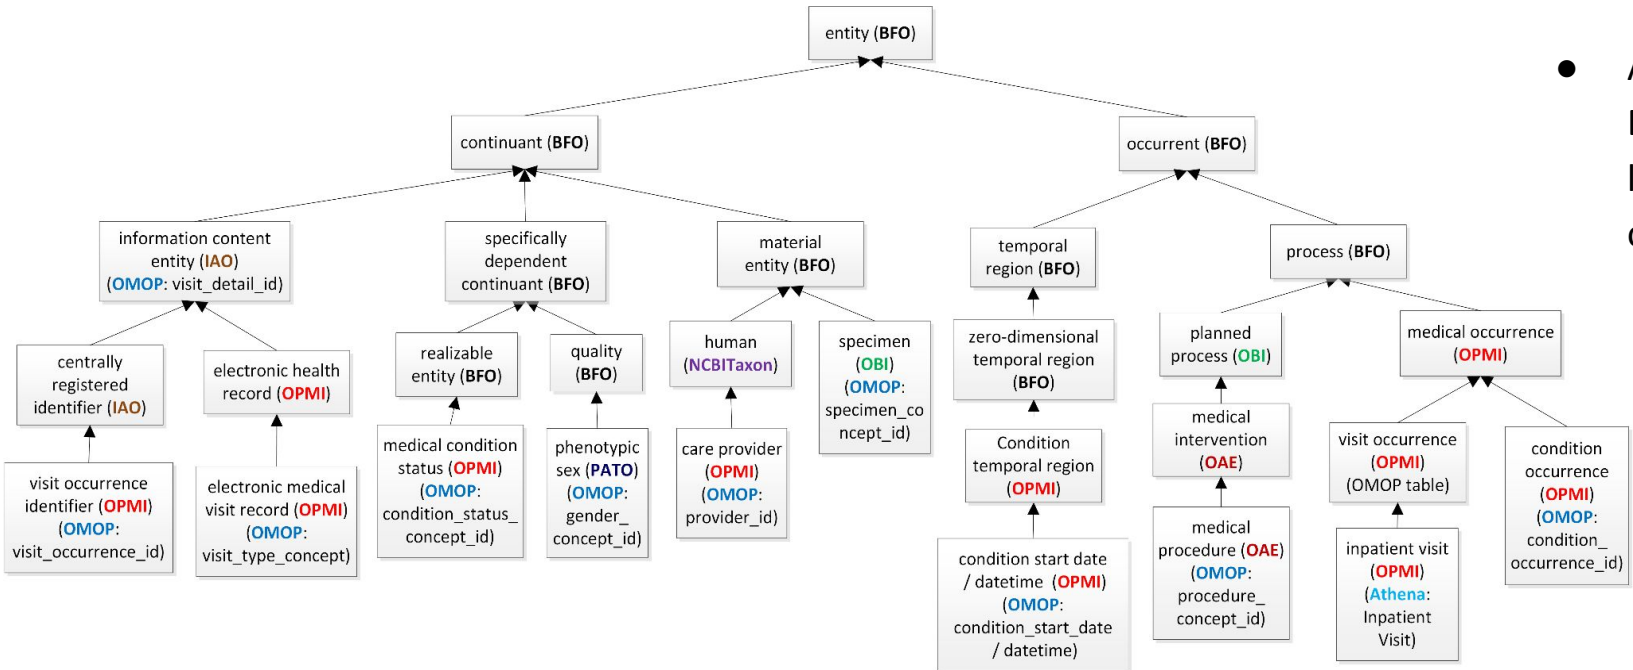 entity (BFO)
continuant (BFO)
occurrent (BFO)
information content
entity (IAO)
(OMOP: visit_detail_id)
specifically
dependent
continuant (BFO)
material
entity (BFO)
temporal
region (BFO)
process (BFO)
centrally
registered
identifier (IAO)
electronic health
record (OPMI)
realizable
entity (BFO)
quality
(BFO)
human
(NCBITaxon)
specimen
(OBI)
(OMOP:
specimen_co
ncept_id)
zero-dimensional
temporal region
(BFO)
planned
process (OBI)
medical occurrence
(OPMI)
visit occurrence
identifier (OPMI)
(OMOP:
visit_occurrence_id)
electronic medical
visit record (OPMI)
(OMOP:
visit_type_concept)
medical condition
status (OPMI)
(OMOP:
condition_status_
concept_id)
phenotypic
sex (PATO)
(OMOP:
gender_
concept_id)
care provider
(OPMI)
(OMOP:
provider_id)
Condition
temporal region
(OPMI)
medical
intervention
(OAE)
visit occurrence
(OPMI)
(OMOP table)
condition
occurrence
(OPMI)
(OMOP:
condition_
occurrence_id)
condition start date
/ datetime (OPMI)
(OMOP:
condition_start_date
/ datetime)
medical
procedure (OAE)
(OMOP:
procedure_
concept_id)
inpatient visit
(OPMI)
(Athena:
Inpatient
Visit)